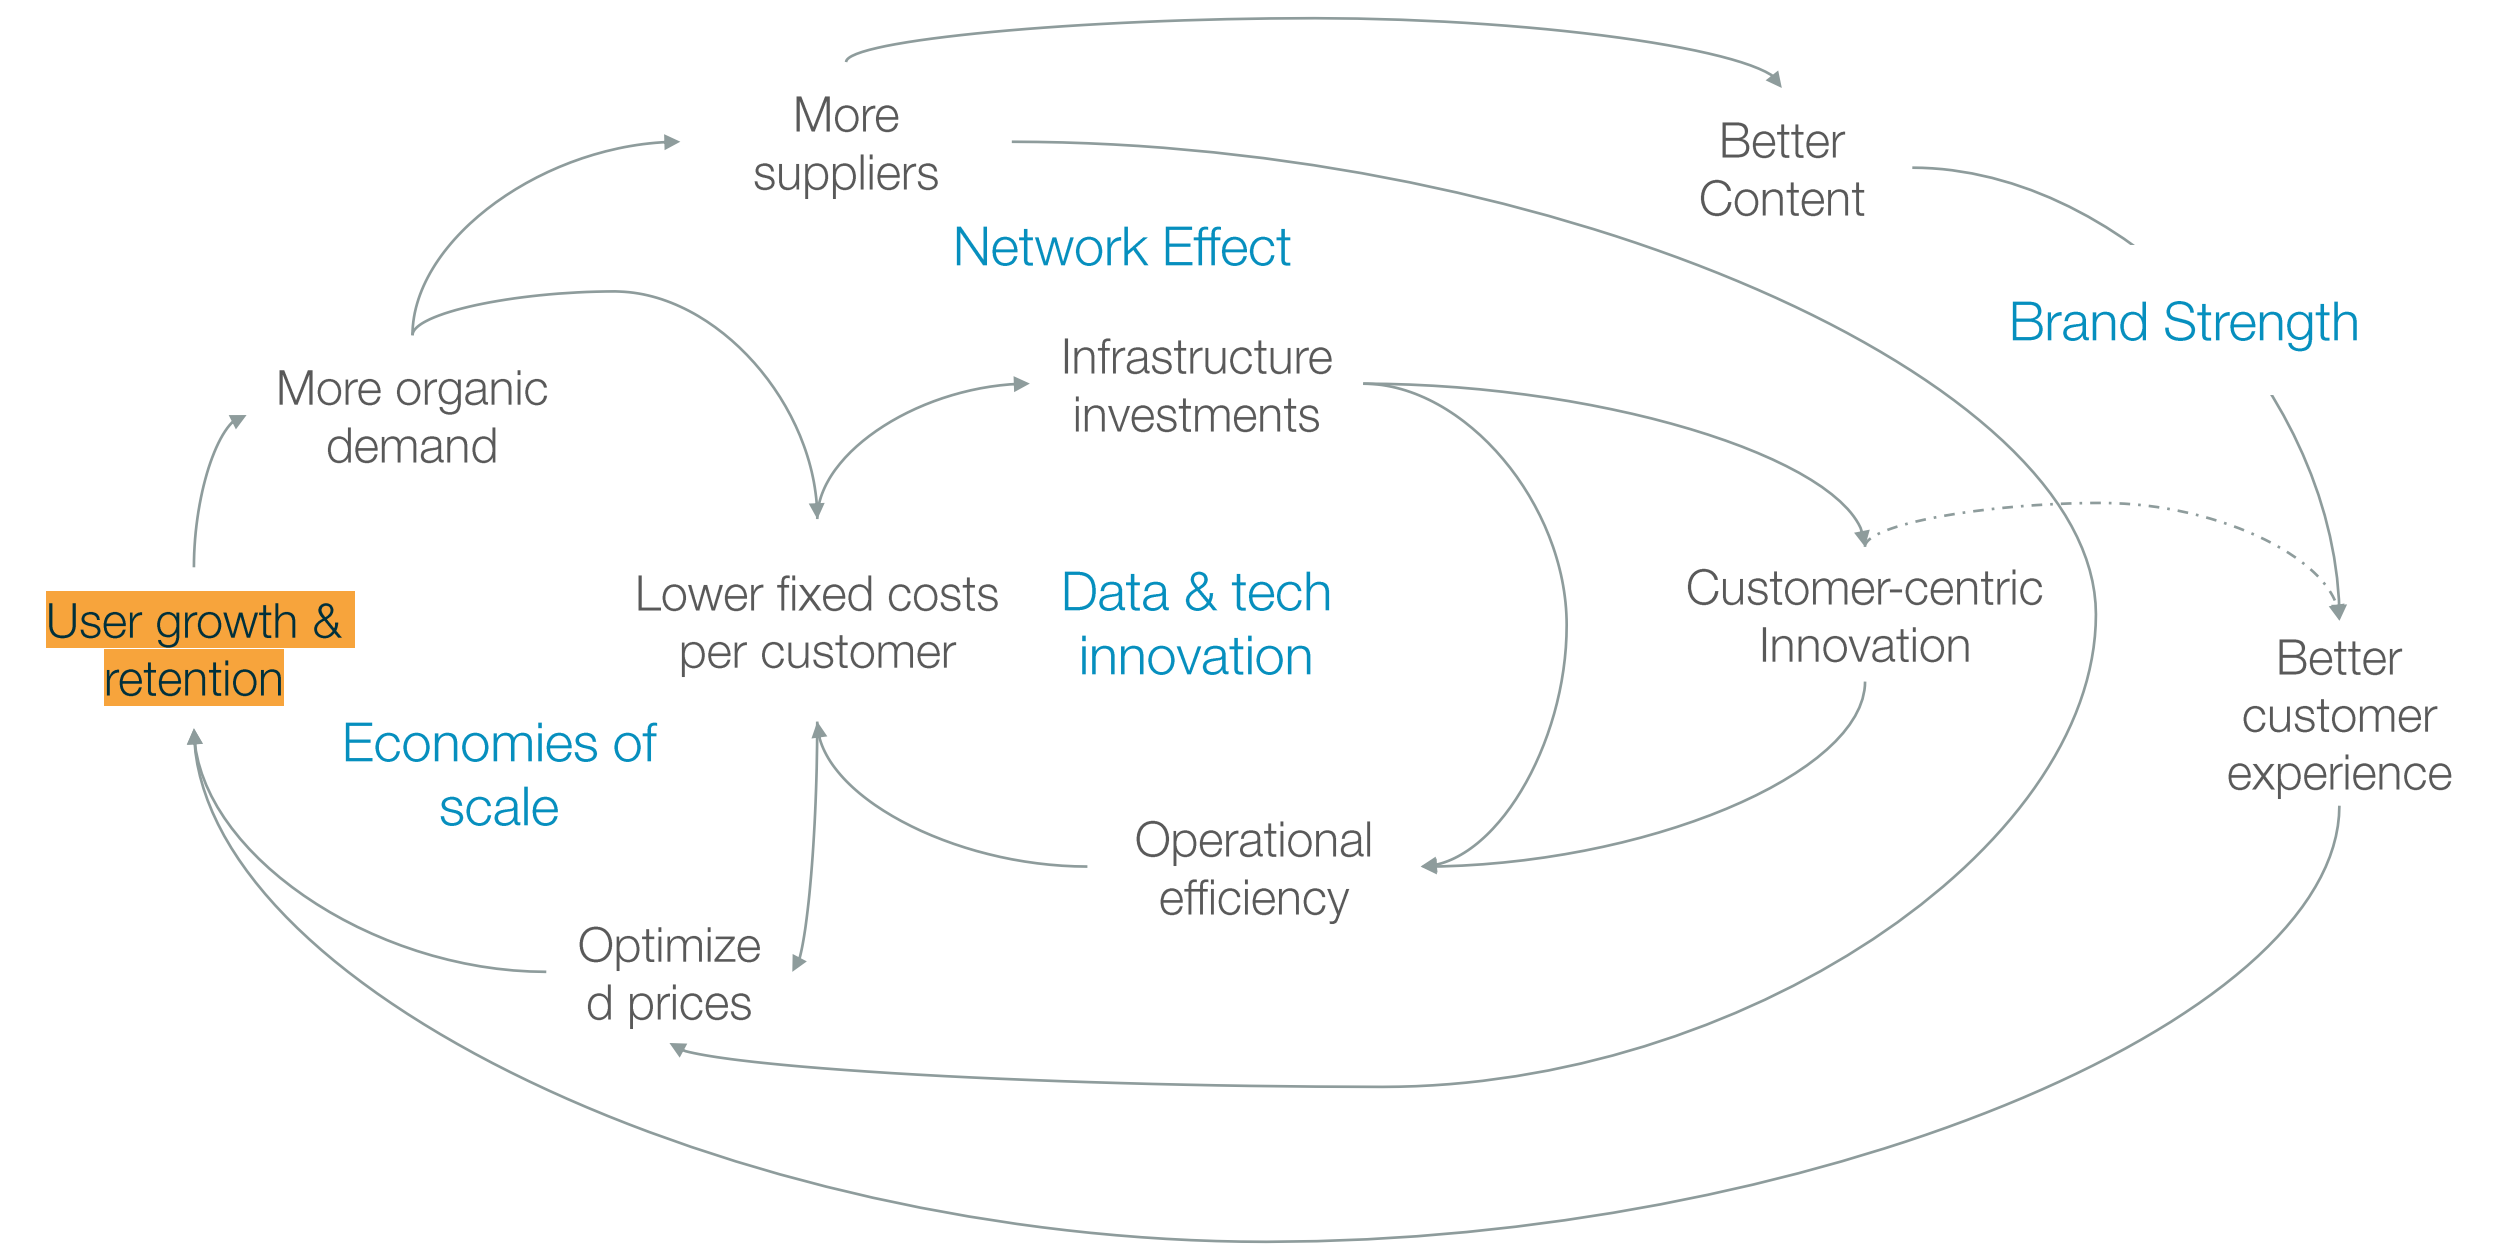 More
suppliers
Better
Content
Network Effect
Brand Strength
Infrastructure
investments
More organic
demand
User growth &
retention
Lower fixed costs
per customer
Data & tech
innovation
Customer-centric
Innovation
Better
customer
experience
Economies of
scale
Operational
efficiency
Optimize
d prices